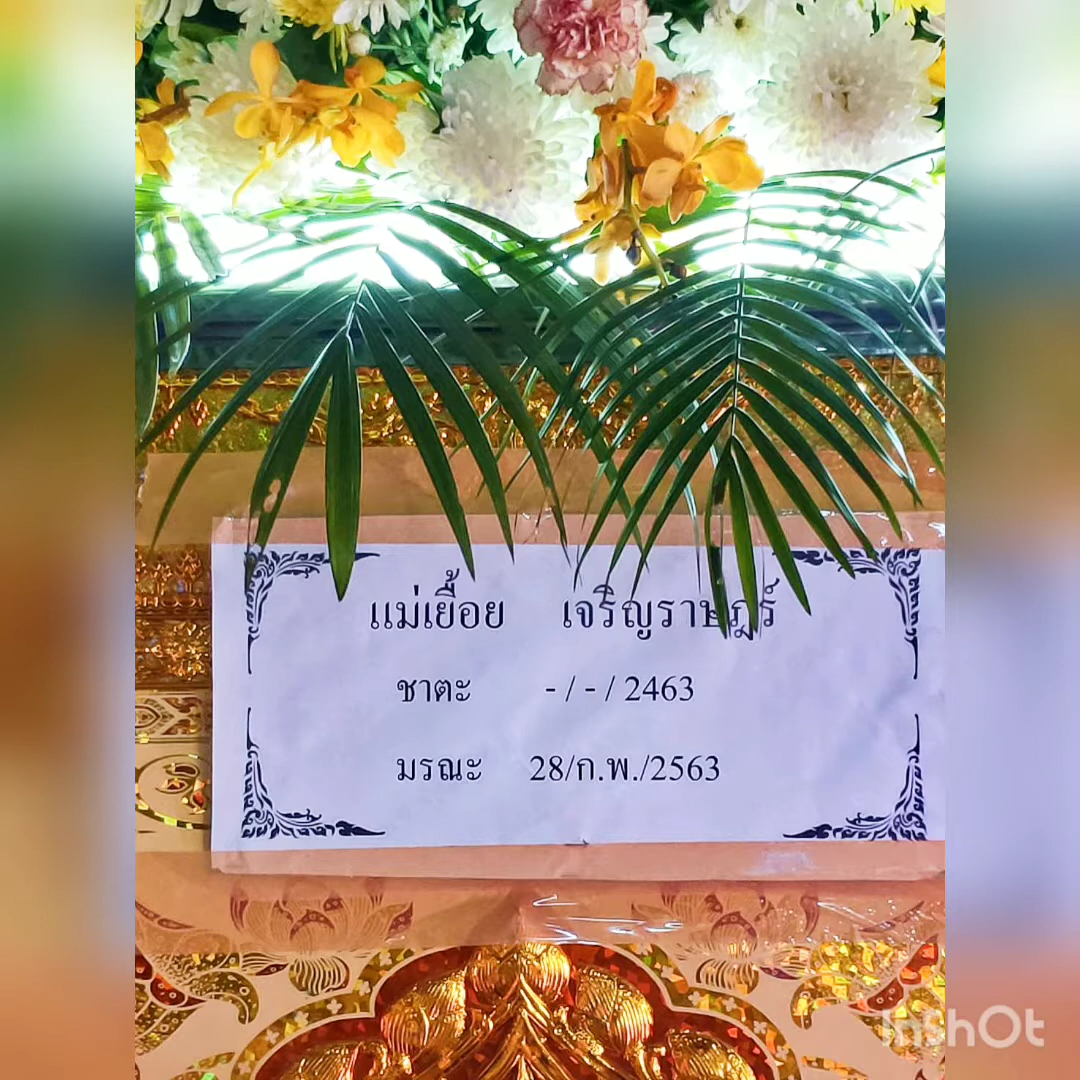 แม่เยื้อย เจริญราษฎร์
ชาตะ - / - / 2463
มรณะ 28/ก.พ./2563
InShOt